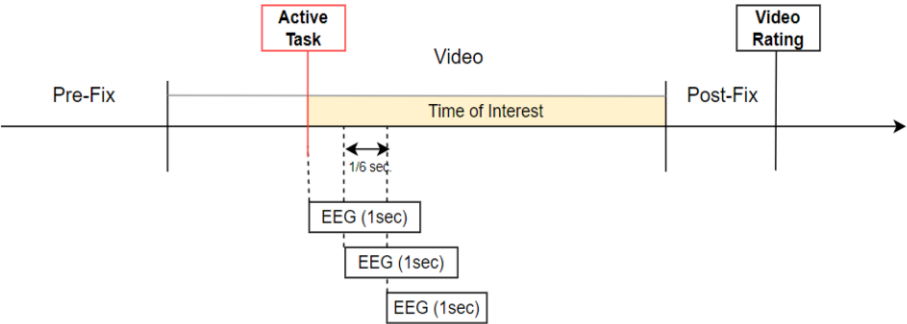 Active
Task
Video
Rating
Video
Pre-Fix
Post-Fix
Time of Interest
1/6 sec.
EEG (1sec)
EEG (1sec)
EEG (1sec)